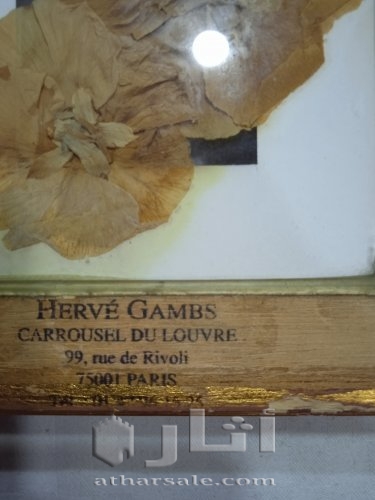 HERVÉ GAMBS
CARROUSEL DU LOUVRE
99, rue de Rivoli
75001 PARIS
آثار
atharsale.com